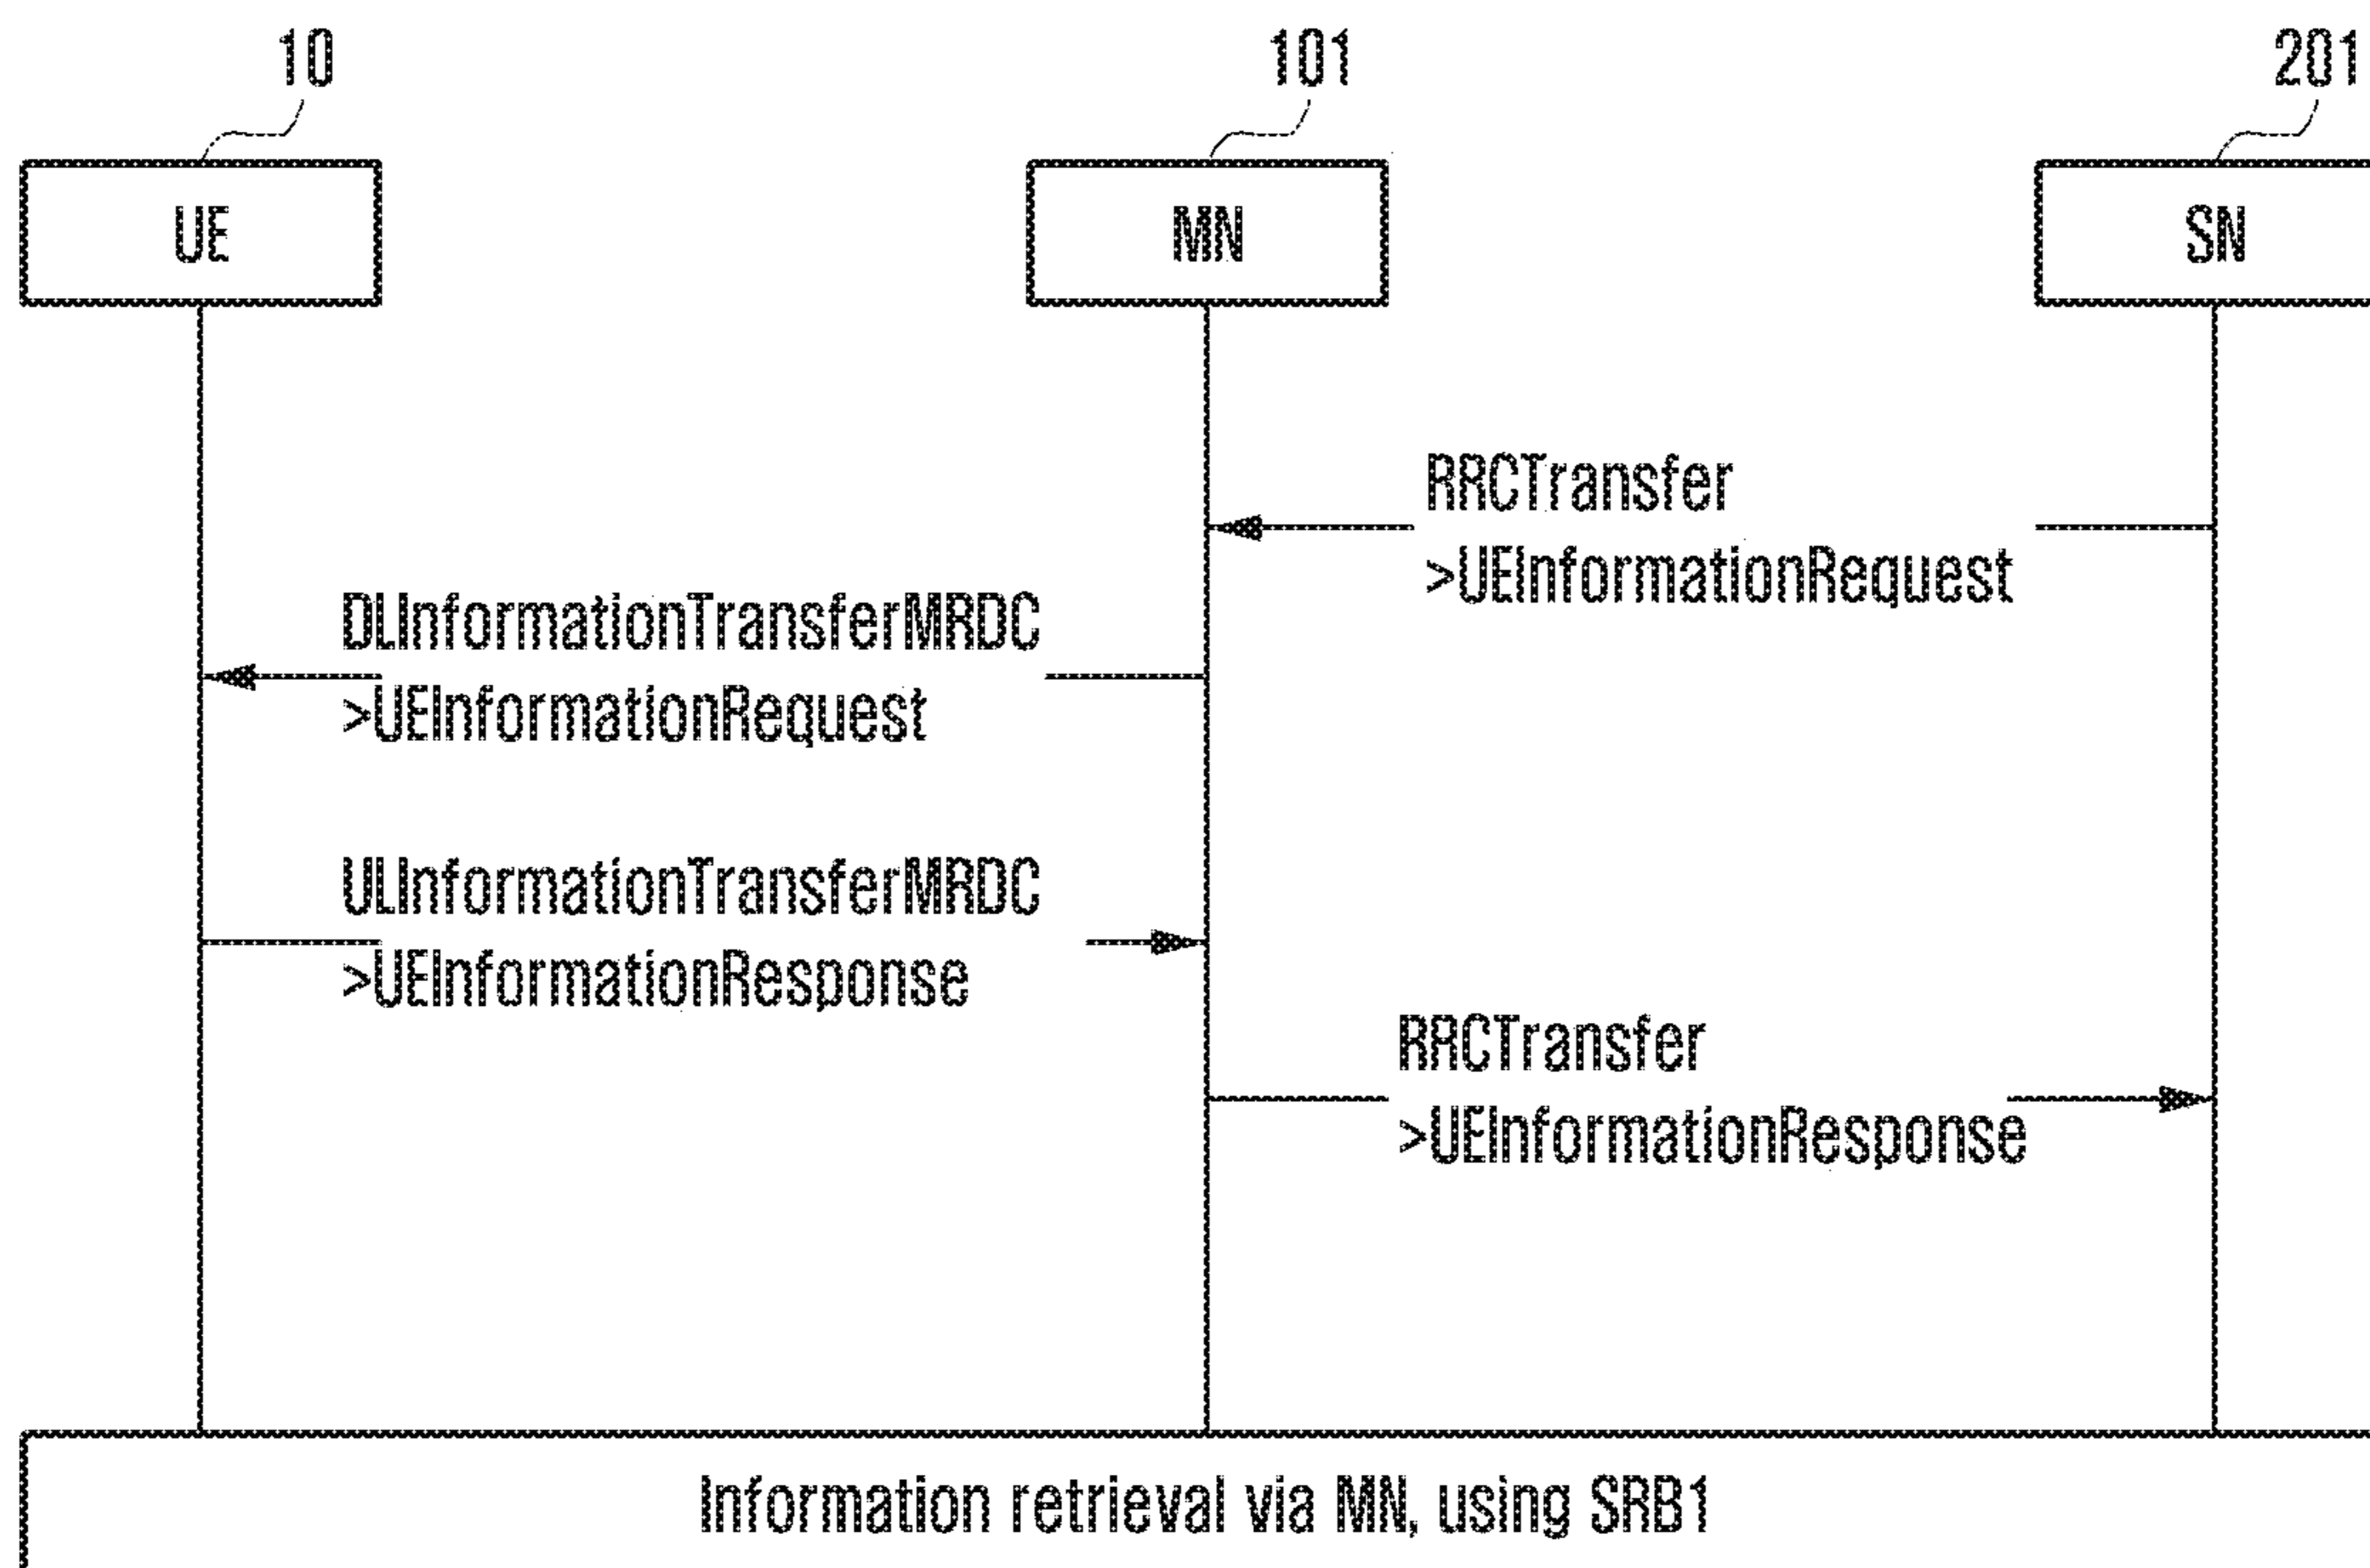 10
101
201
UE
MN
SN
RRCTransfer
>UEInformationRequest
DLInformationTransferMRDC
>UEInformationRequest
ULInformationTransferMRDC
>UEInformationResponse
RRCTransfer
>UEInformationResponse
Information retrieval via MN, using SRB1